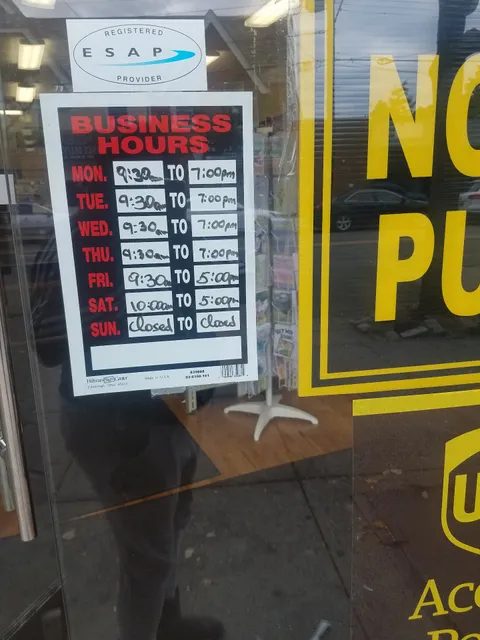 REGISTERED
ESAP
PROVIDER
BUSINESS
HOURS
MON. 9:30am TO 7:00pm
TUE. 9:30am TO 7:00pm
WED. 9:30am TO 7:00pm
THU. 9:30am TO 7:00pm
FRI. 9:30am TO 5:00pm
SAT. 10:00am TO 5:00pm
SUN. closed TO closed
NO
PU
U
Acc